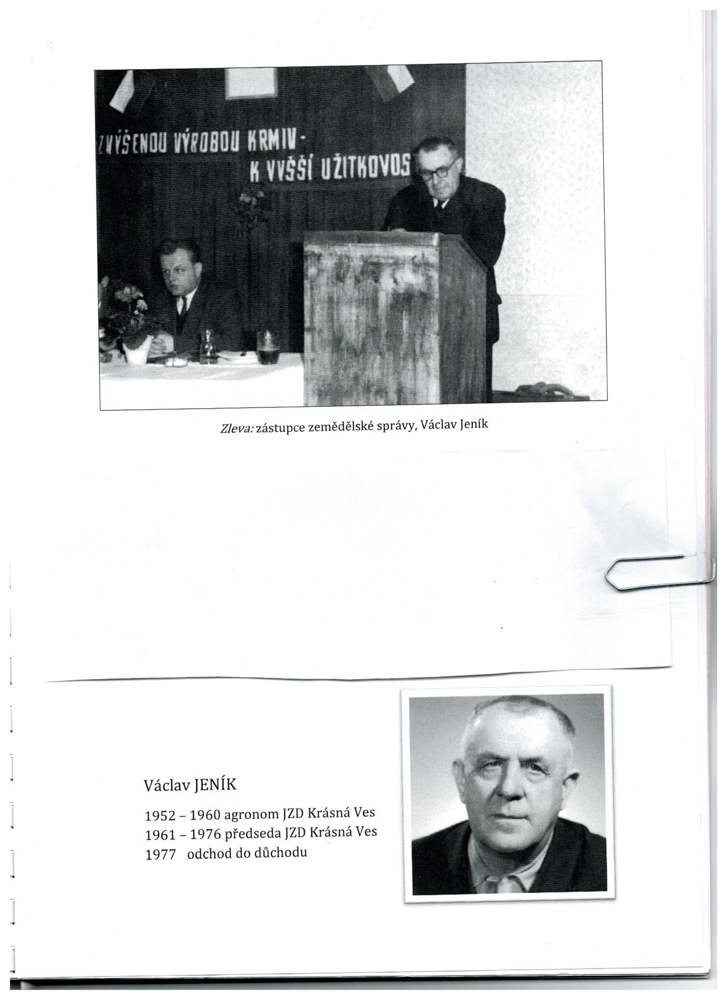 ZVÝŠENOU VÝROBOU KRMIV-
K VYŠŠÍ UŽITKOVOS
Zleva: zástupce zemědělské správy, Václav Jeník
Václav JENÍK
1952 – 1960 agronom JZD Krásná Ves
1961 – 1976 předseda JZD Krásná Ves
1977 odchod do důchodu